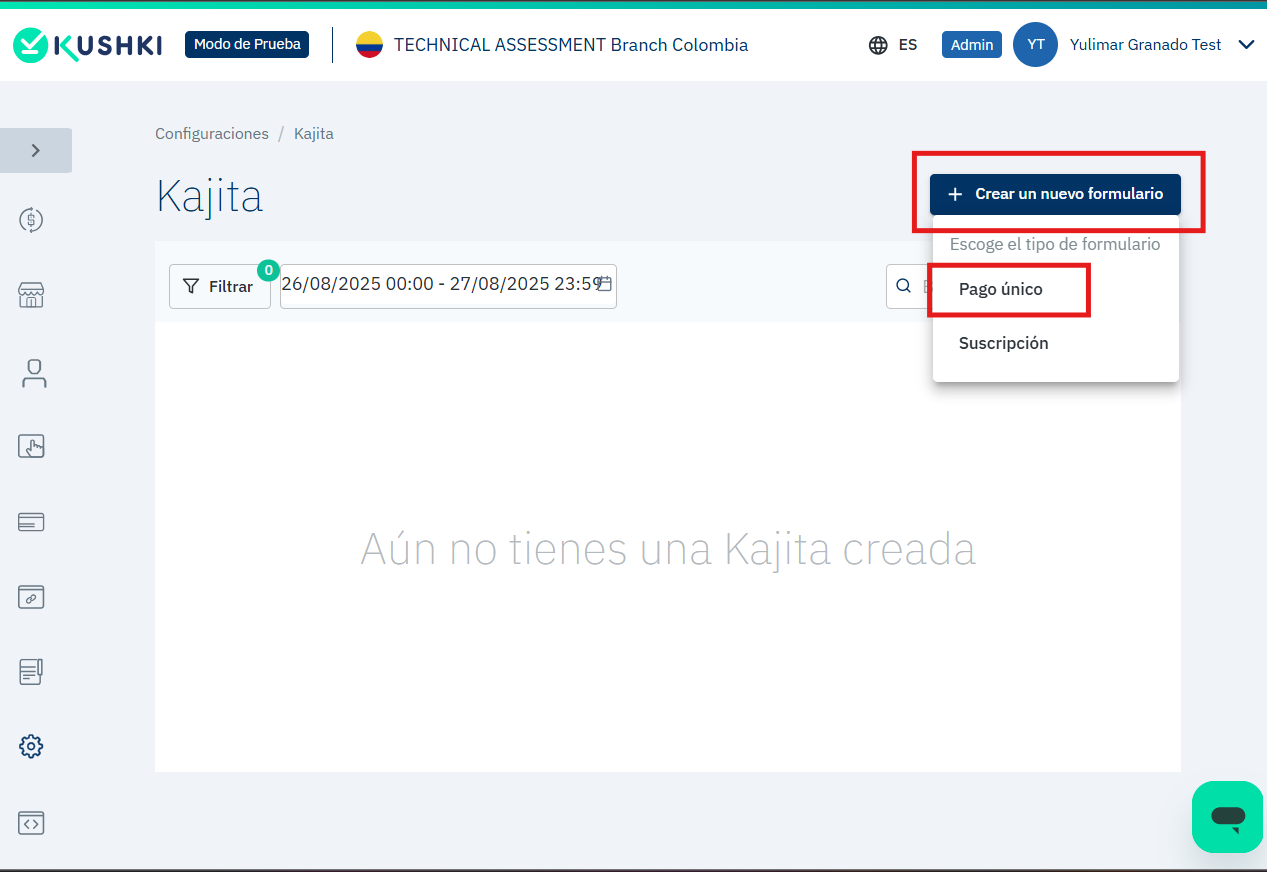 KUSHKI
Modo de Prueba
TECHNICAL ASSESSMENT Branch Colombia
ES
Admin
YT
Yulimar Granado Test
Configuraciones / Kajita
Kajita
+ Crear un nuevo formulario
Escoge el tipo de formulario
Pago único
Suscripción
Filtrar
0
26/08/2025 00:00 - 27/08/2025 23:59
Aún no tienes una Kajita creada